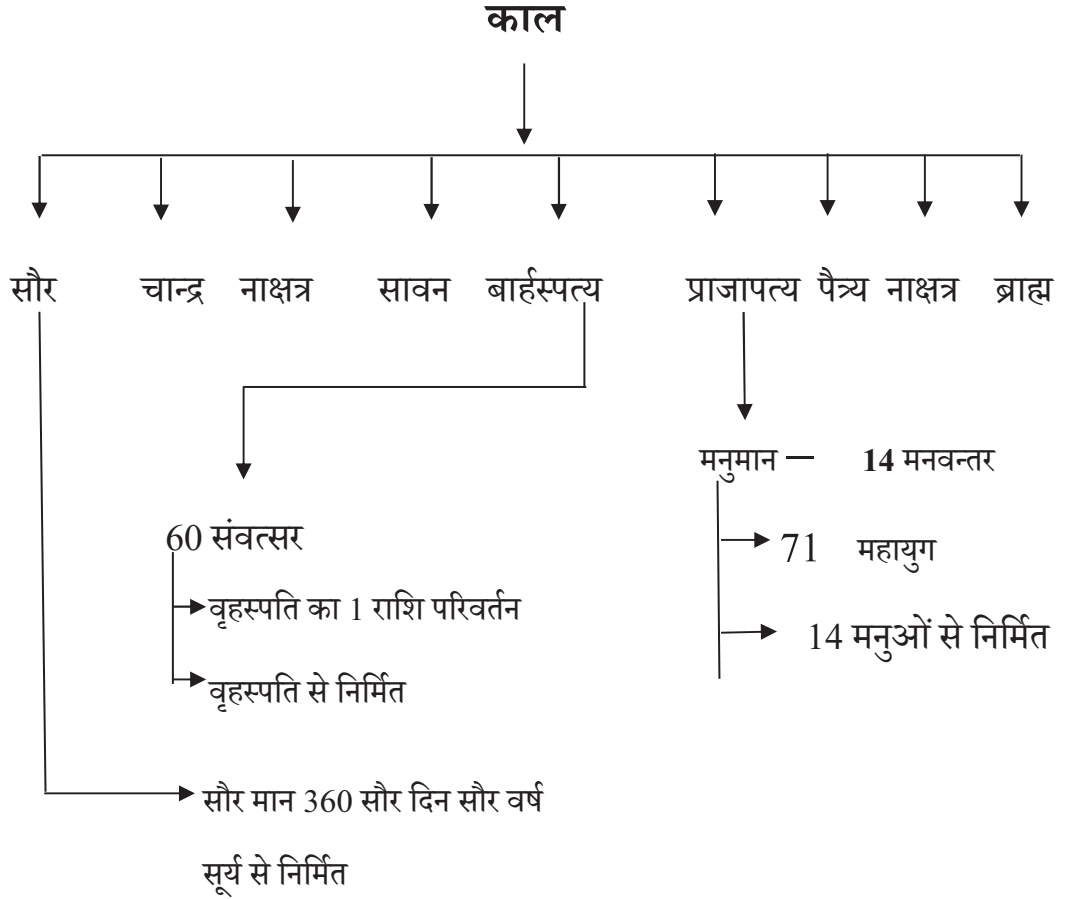 काल
सौर चान्द्र नाक्षत्र सावन बार्हस्पत्य प्राजापत्य पैत्र्य नाक्षत्र ब्राह्म
मनुमान — 14 मनवन्तर
71 महायुग
14 मनुओं से निर्मित
60 संवत्सर
वृहस्पति का 1 राशि परिवर्तन
वृहस्पति से निर्मित
सौर मान 360 सौर दिन सौर वर्ष
सूर्य से निर्मित